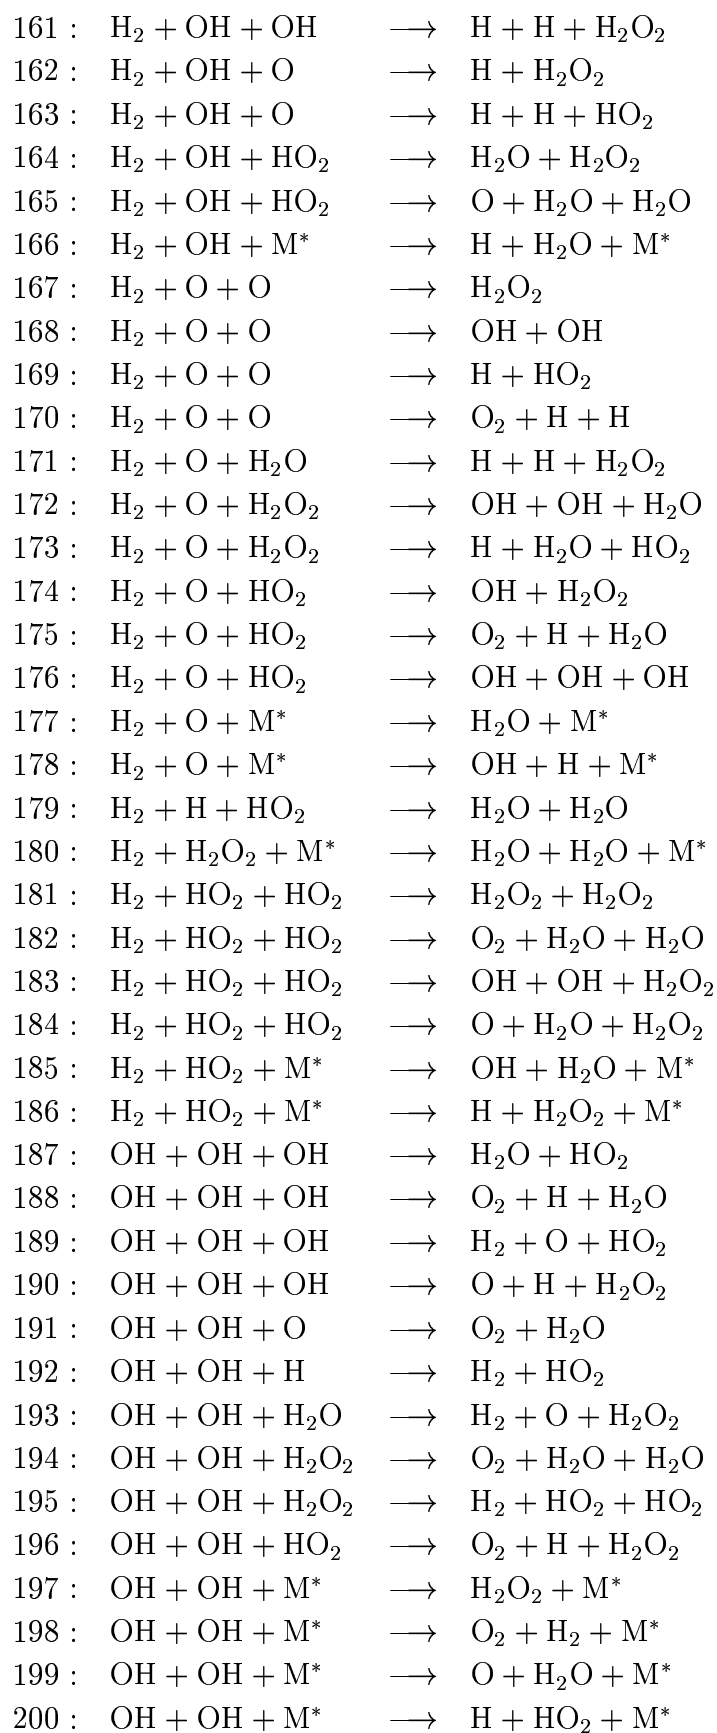 161 : H₂ + OH + OH ⟶ H + H + H₂O₂
162 : H₂ + OH + O ⟶ H + H₂O₂
163 : H₂ + OH + O ⟶ H + H + HO₂
164 : H₂ + OH + HO₂ ⟶ H₂O + H₂O₂
165 : H₂ + OH + HO₂ ⟶ O + H₂O + H₂O
166 : H₂ + OH + M* ⟶ H + H₂O + M*
167 : H₂ + O + O ⟶ H₂O₂
168 : H₂ + O + O ⟶ OH + OH
169 : H₂ + O + O ⟶ H + HO₂
170 : H₂ + O + O ⟶ O₂ + H + H
171 : H₂ + O + H₂O ⟶ H + H + H₂O₂
172 : H₂ + O + H₂O₂ ⟶ OH + OH + H₂O
173 : H₂ + O + H₂O₂ ⟶ H + H₂O + HO₂
174 : H₂ + O + HO₂ ⟶ OH + H₂O₂
175 : H₂ + O + HO₂ ⟶ O₂ + H + H₂O
176 : H₂ + O + HO₂ ⟶ OH + OH + OH
177 : H₂ + O + M* ⟶ H₂O + M*
178 : H₂ + O + M* ⟶ OH + H + M*
179 : H₂ + H + HO₂ ⟶ H₂O + H₂O
180 : H₂ + H₂O₂ + M* ⟶ H₂O + H₂O + M*
181 : H₂ + HO₂ + HO₂ ⟶ H₂O₂ + H₂O₂
182 : H₂ + HO₂ + HO₂ ⟶ O₂ + H₂O + H₂O
183 : H₂ + HO₂ + HO₂ ⟶ OH + OH + H₂O₂
184 : H₂ + HO₂ + HO₂ ⟶ O + H₂O + H₂O₂
185 : H₂ + HO₂ + M* ⟶ OH + H₂O + M*
186 : H₂ + HO₂ + M* ⟶ H + H₂O₂ + M*
187 : OH + OH + OH ⟶ H₂O + HO₂
188 : OH + OH + OH ⟶ O₂ + H + H₂O
189 : OH + OH + OH ⟶ H₂ + O + HO₂
190 : OH + OH + OH ⟶ O + H + H₂O₂
191 : OH + OH + O ⟶ O₂ + H₂O
192 : OH + OH + H ⟶ H₂ + HO₂
193 : OH + OH + H₂O ⟶ H₂ + O + H₂O₂
194 : OH + OH + H₂O₂ ⟶ O₂ + H₂O + H₂O
195 : OH + OH + H₂O₂ ⟶ H₂ + HO₂ + HO₂
196 : OH + OH + HO₂ ⟶ O₂ + H + H₂O₂
197 : OH + OH + M* ⟶ H₂O₂ + M*
198 : OH + OH + M* ⟶ O₂ + H₂ + M*
199 : OH + OH + M* ⟶ O + H₂O + M*
200 : OH + OH + M* ⟶ H + HO₂ + M*